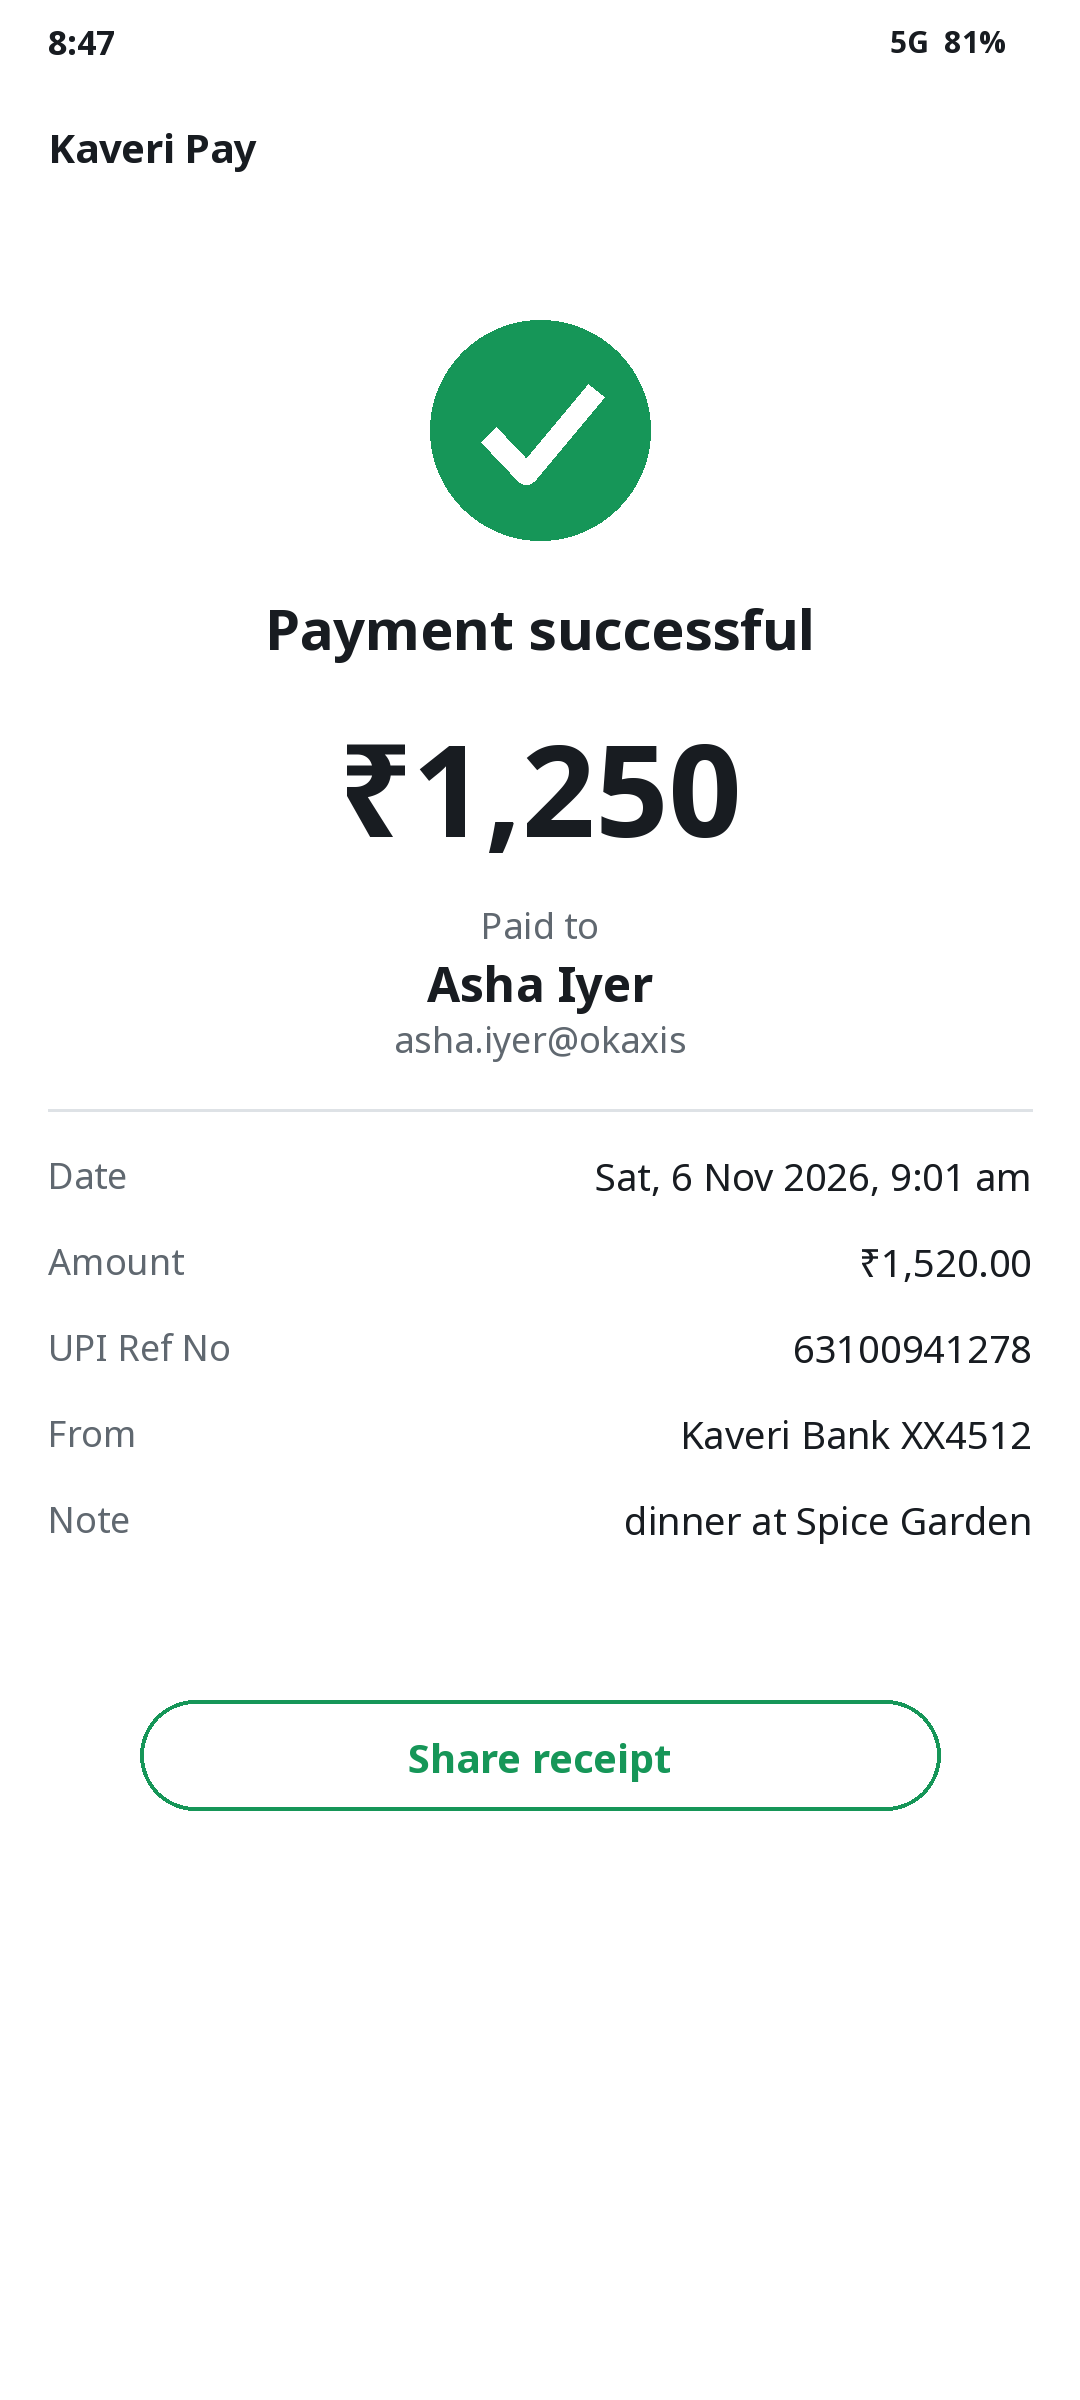 8:47
5G 81%
Kaveri Pay
Payment successful
₹1,250
Paid to
Asha Iyer
asha.iyer@okaxis
Date Sat, 6 Nov 2026, 9:01 am
Amount ₹1,520.00
UPI Ref No 63100941278
From Kaveri Bank XX4512
Note dinner at Spice Garden
Share receipt